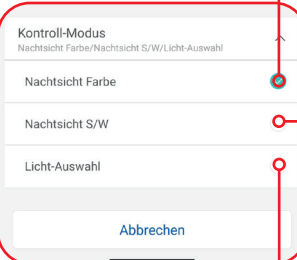 Kontroll-Modus
Nachtsicht Farbe/Nachtsicht S/W/Licht-Auswahl
Nachtsicht Farbe
Nachtsicht S/W
Licht-Auswahl
Abbrechen